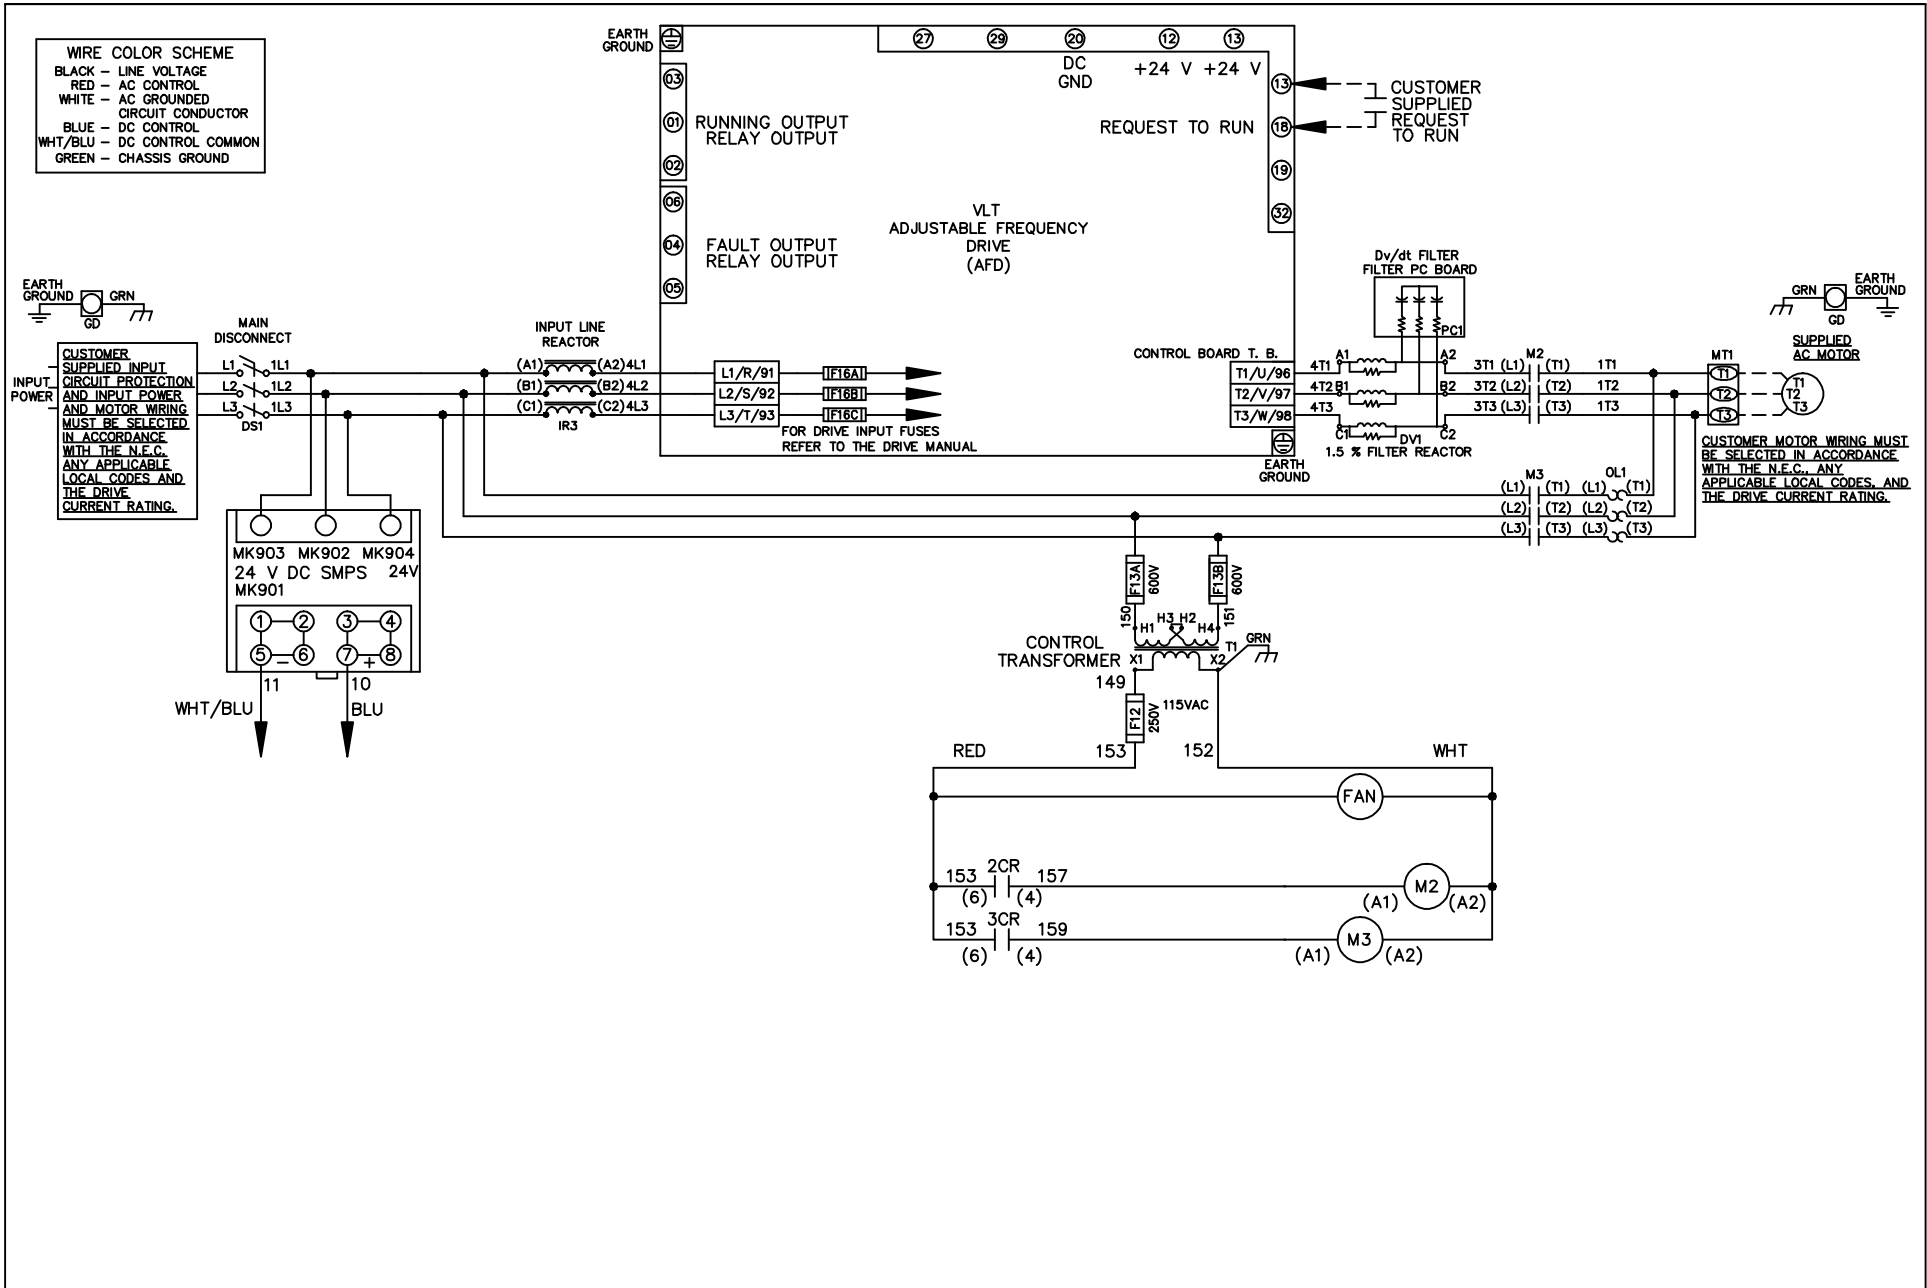 WIRE COLOR SCHEME
BLACK – LINE VOLTAGE
RED – AC CONTROL
WHITE – AC GROUNDED
CIRCUIT CONDUCTOR
BLUE – DC CONTROL
WHT/BLU – DC CONTROL COMMON
GREEN – CHASSIS GROUND
EARTH
GROUND
03
01
02
RUNNING OUTPUT
RELAY OUTPUT
06
04
05
FAULT OUTPUT
RELAY OUTPUT
27
29
20
12
13
DC
GND
+24 V
+24 V
13
18
19
32
REQUEST TO RUN
CUSTOMER
SUPPLIED
REQUEST
TO RUN
VLT
ADJUSTABLE FREQUENCY
DRIVE
(AFD)
EARTH
GROUND
GRN
GD
INPUT
POWER
CUSTOMER
SUPPLIED INPUT
CIRCUIT PROTECTION
AND INPUT POWER
AND MOTOR WIRING
MUST BE SELECTED
IN ACCORDANCE
WITH THE N.E.C.
ANY APPLICABLE
LOCAL CODES AND
THE DRIVE
CURRENT RATING.
MAIN
DISCONNECT
L1
1L1
L2
1L2
L3
1L3
DS1
INPUT LINE
REACTOR
(A1)
(A2)
4L1
(B1)
(B2)
4L2
(C1)
(C2)
4L3
IR3
L1/R/91
F16A
L2/S/92
F16B
L3/T/93
F16C
FOR DRIVE INPUT FUSES
REFER TO THE DRIVE MANUAL
CONTROL BOARD T. B.
T1/U/96
T2/V/97
T3/W/98
EARTH
GROUND
Dv/dt FILTER
FILTER PC BOARD
PC1
4T1
A1
A2
4T2
B1
B2
4T3
C1
C2
DV1
1.5 % FILTER REACTOR
M2
3T1
(L1)
(T1)
1T1
3T2
(L2)
(T2)
1T2
3T3
(L3)
(T3)
1T3
GRN
EARTH
GROUND
GD
SUPPLIED
AC MOTOR
MT1
T1
T2
T3
T1
T2
T3
CUSTOMER MOTOR WIRING MUST
BE SELECTED IN ACCORDANCE
WITH THE N.E.C., ANY
APPLICABLE LOCAL CODES, AND
THE DRIVE CURRENT RATING.
M3
OL1
(L1)
(T1)
(L1)
(T1)
(L2)
(T2)
(L2)
(T2)
(L3)
(T3)
(L3)
(T3)
MK903
MK902
MK904
24 V DC SMPS
24V
MK901
1
2
3
4
5
–
6
7
+
8
11
10
WHT/BLU
BLU
F13A
600V
F13B
600V
150
151
H1
H3
H2
H4
CONTROL
TRANSFORMER
X1
X2
T1
GRN
149
F12
250V
115VAC
153
152
RED
WHT
FAN
153
2CR
157
(6)
(4)
M2
(A1)
(A2)
153
3CR
159
(6)
(4)
M3
(A1)
(A2)